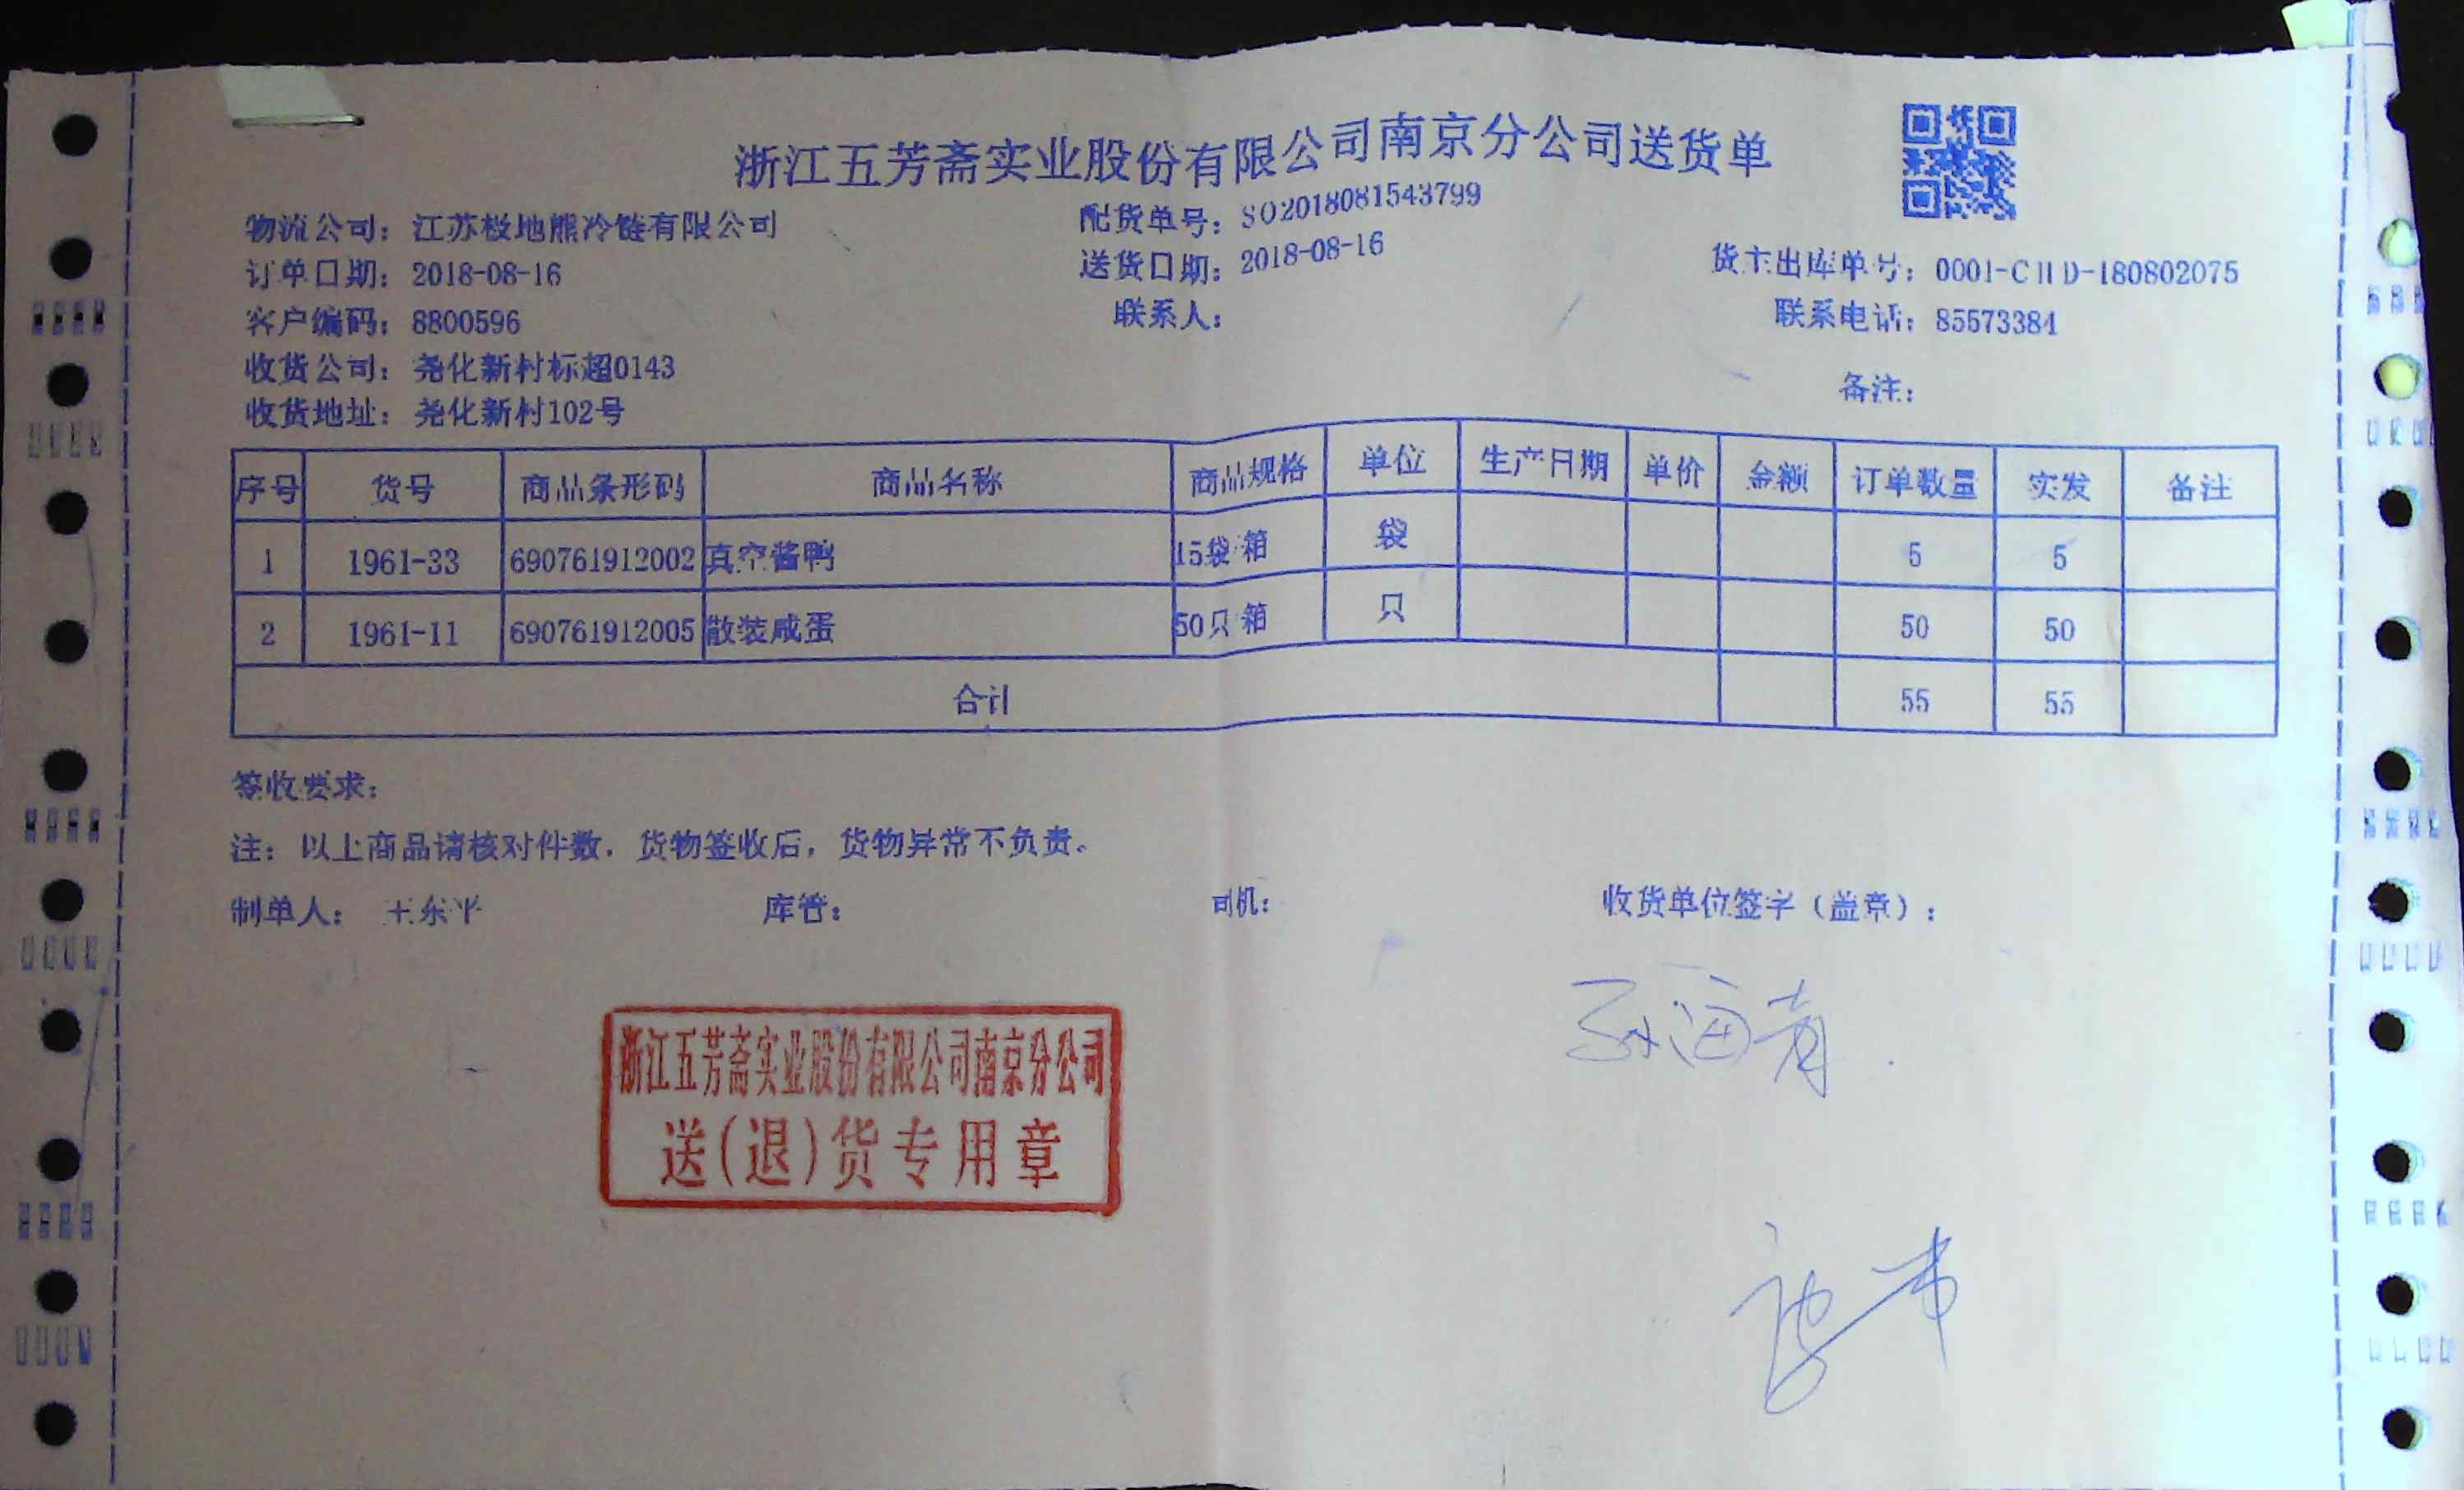 浙江五芳斋实业股份有限公司南京分公司送货单
物流公司：江苏极地熊冷链有限公司 配货单号：SO2018081543799
订单日期：2018-08-16 送货日期：2018-08-16 货主出库单号：0001-CHD-180802075
客户编码：8800596 联系人： 联系电话：85573384
收货公司：尧化新村标超0143
收货地址：尧化新村102号 备注：
序号 货号 商品条形码 商品名称 商品规格 单位 生产日期 单价 金额 订单数量 实发 备注
1 1961-33 690761912002 真空酱鸭 15袋/箱 袋 5 5
2 1961-11 690761912005 散装咸蛋 50只/箱 只 50 50
合计 55 55
签收要求：
注：以上商品请核对件数，货物签收后，货物异常不负责。
制单人： 王东平 库管： 司机： 收货单位签字（盖章）：
孙海青
浙江五芳斋实业股份有限公司南京分公司
送(退)货专用章